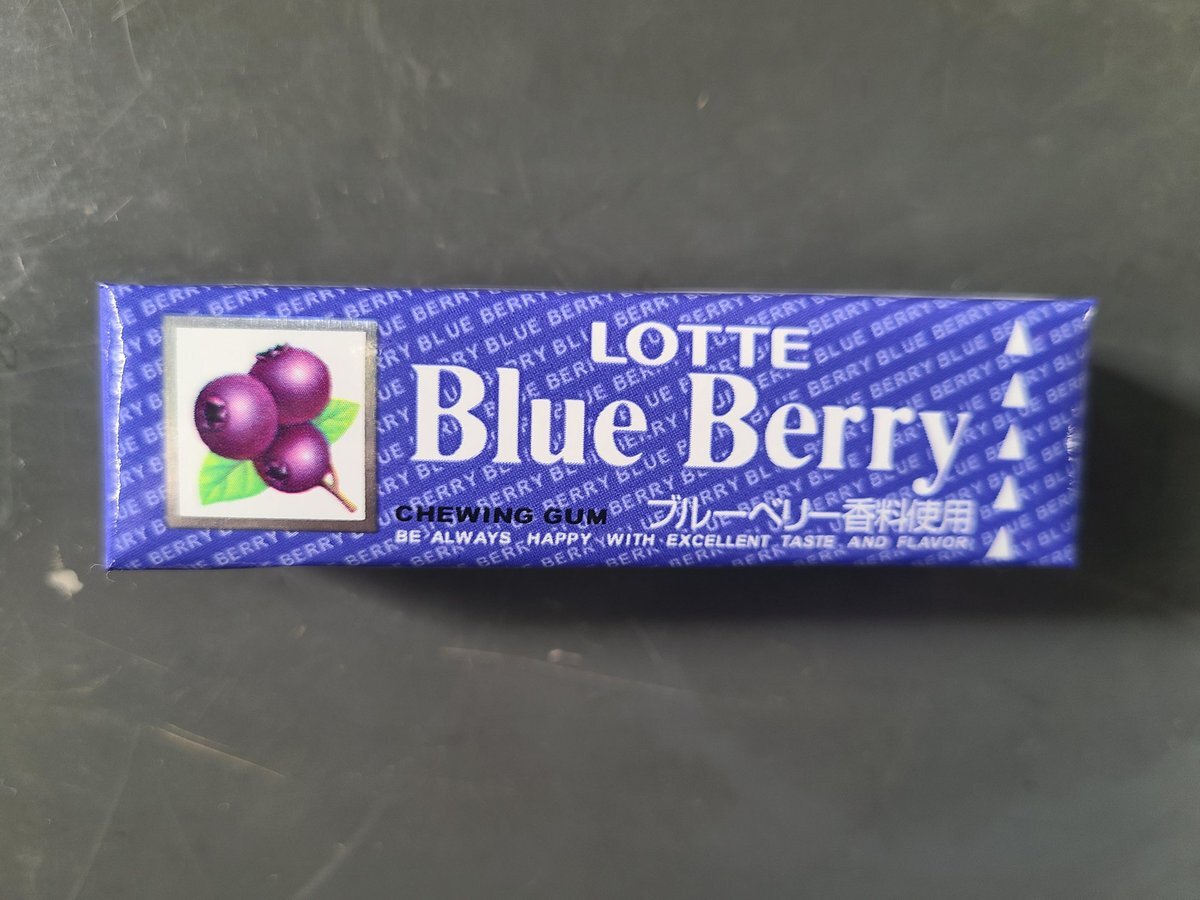 LOTTE
Blue Berry
CHEWING GUM ブルーベリー香料使用
BE ALWAYS HAPPY WITH EXCELLENT TASTE AND FLAVOR